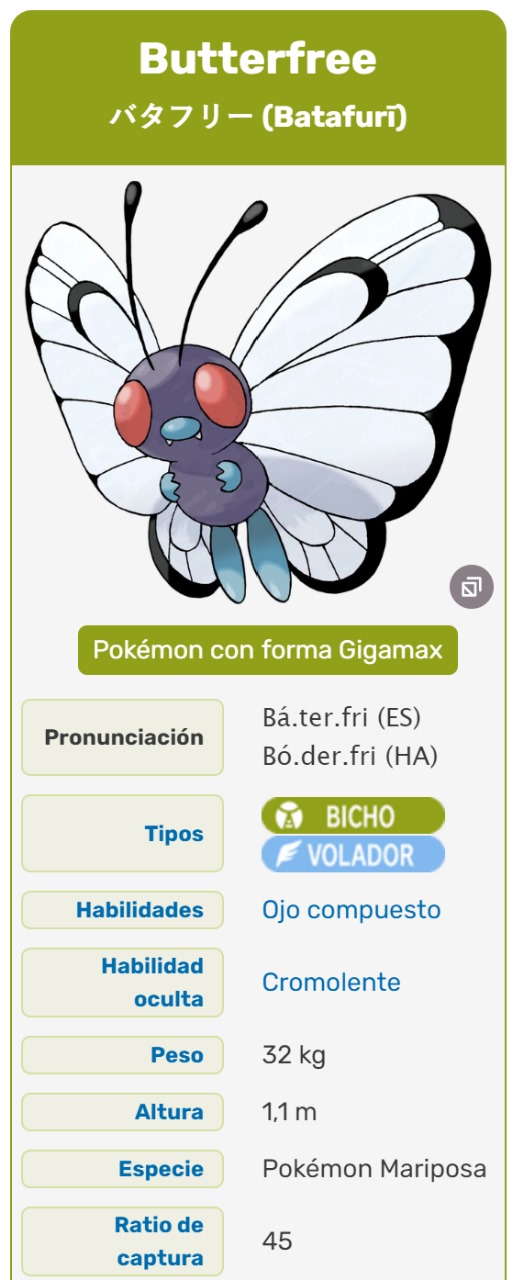 Butterfree
バタフリー (Batafurī)
Pokémon con forma Gigamax
Pronunciación
Bá.ter.fri (ES)
Bó.der.fri (HA)
Tipos
BICHO
VOLADOR
Habilidades
Ojo compuesto
Habilidad
oculta
Cromolente
Peso
32 kg
Altura
1,1 m
Especie
Pokémon Mariposa
Ratio de
captura
45